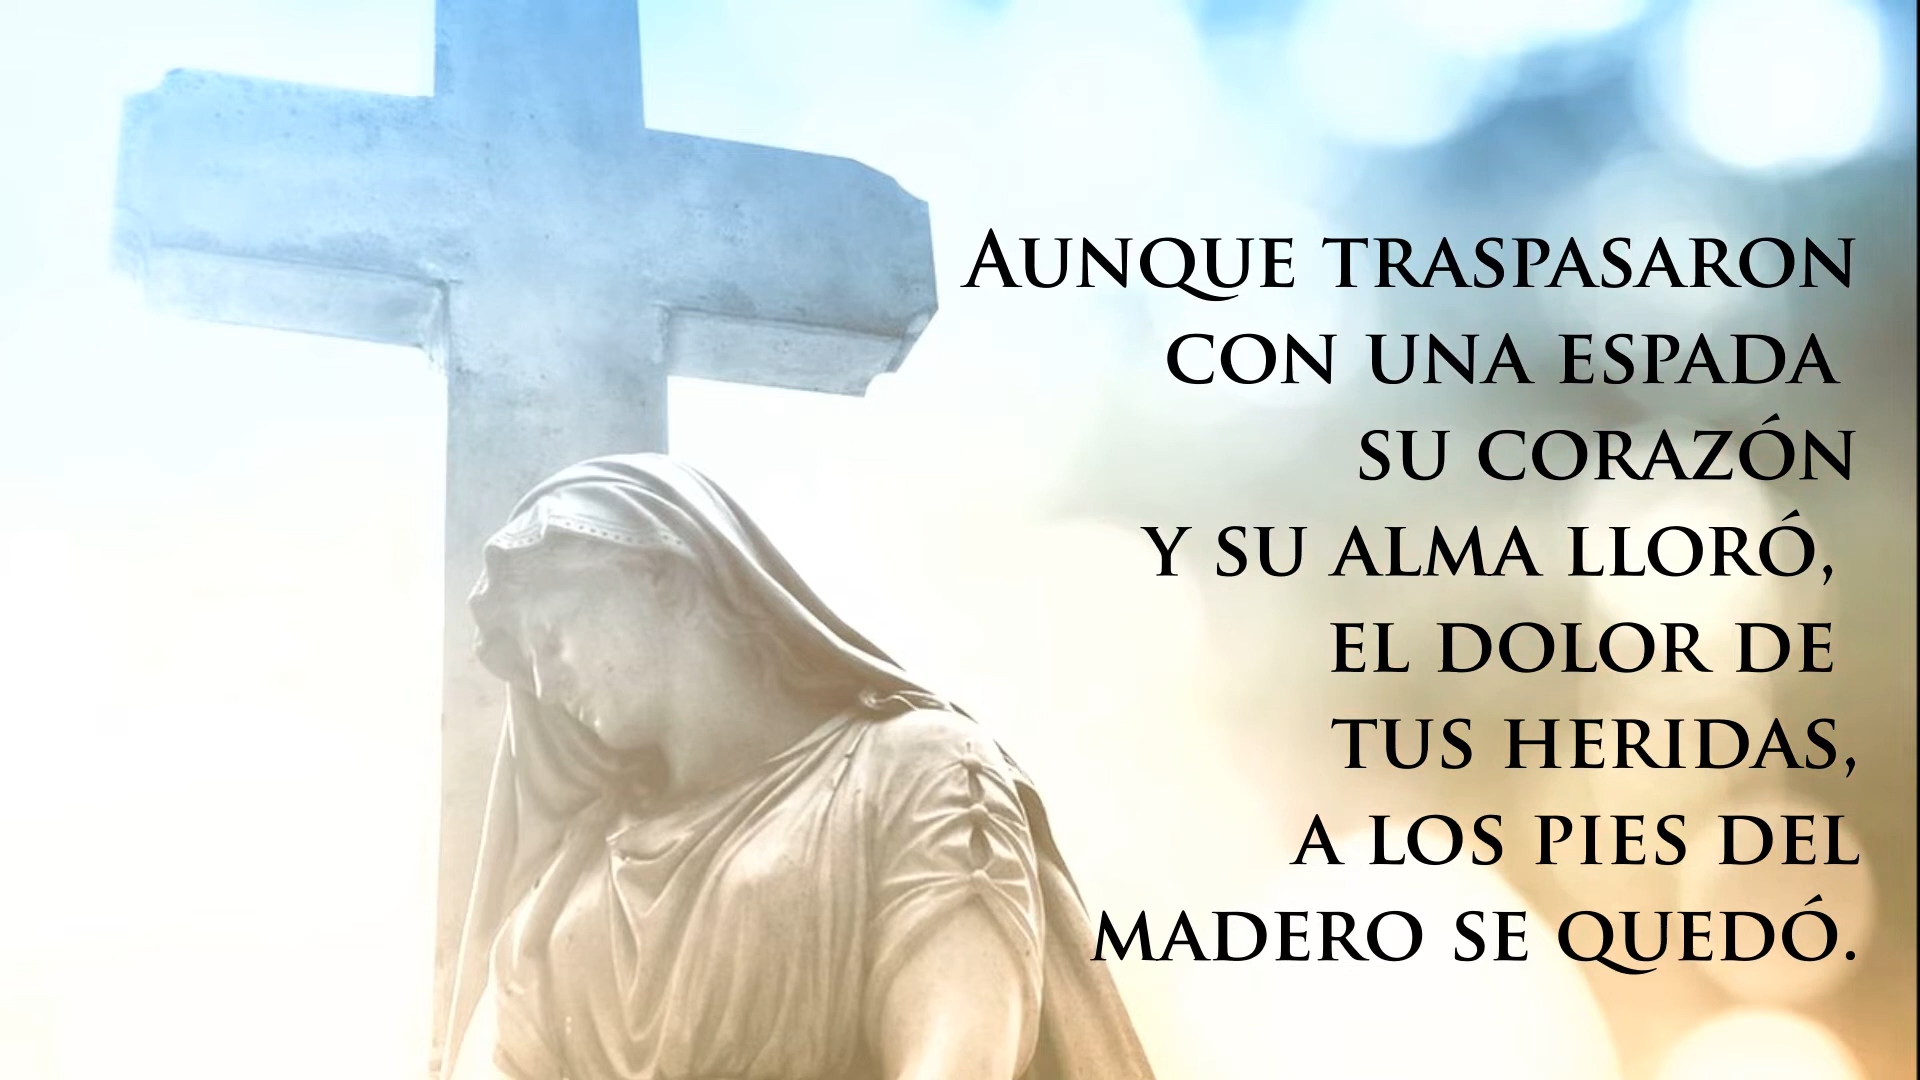 Aunque traspasaron
con una espada
su corazón
y su alma lloró,
el dolor de
tus heridas,
a los pies del
madero se quedó.